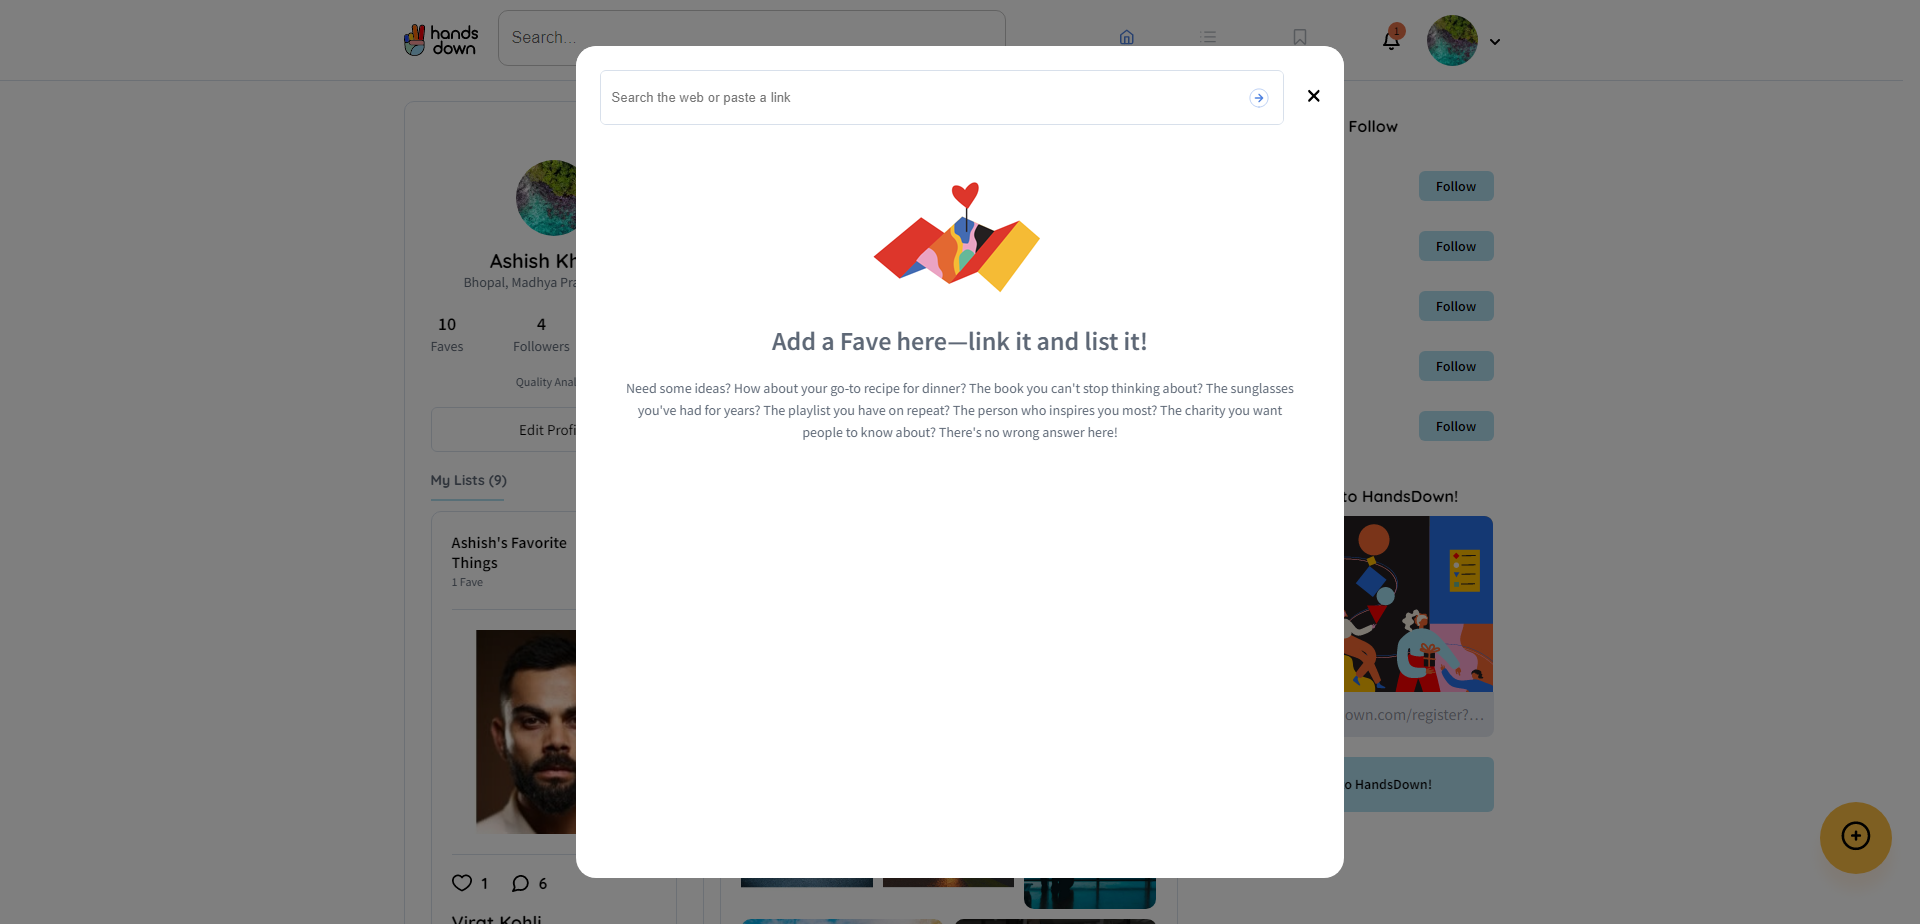 hands
down
Search...
1
Search the web or paste a link
Add a Fave here—link it and list it!
Need some ideas? How about your go-to recipe for dinner? The book you can't stop thinking about? The sunglasses
you've had for years? The playlist you have on repeat? The person who inspires you most? The charity you want
people to know about? There's no wrong answer here!
Ashish Kh
Bhopal, Madhya Pra
10
Faves
4
Followers
Quality Anal
Edit Profi
My Lists (9)
Ashish's Favorite
Things
1 Fave
1
6
Virat Kohli
Follow
Follow
Follow
Follow
Follow
Follow
to HandsDown!
own.com/register?...
o HandsDown!